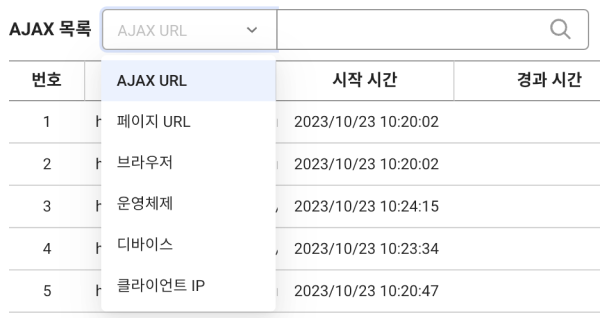 AJAX 목록 AJAX URL
번호 시작 시간 경과 시간
AJAX URL
페이지 URL
브라우저
운영체제
디바이스
클라이언트 IP
1 2023/10/23 10:20:02
2 2023/10/23 10:20:02
3 2023/10/23 10:24:15
4 2023/10/23 10:23:34
5 2023/10/23 10:20:47